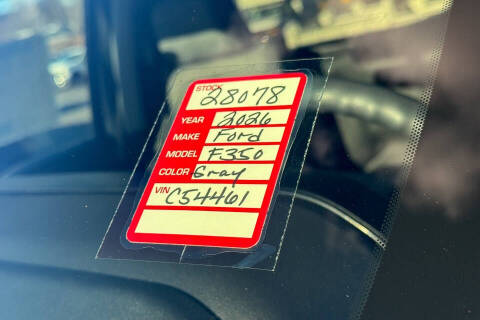 STOCK 28078
YEAR 2026
MAKE Ford
MODEL F350
COLOR Gray
VIN C54461